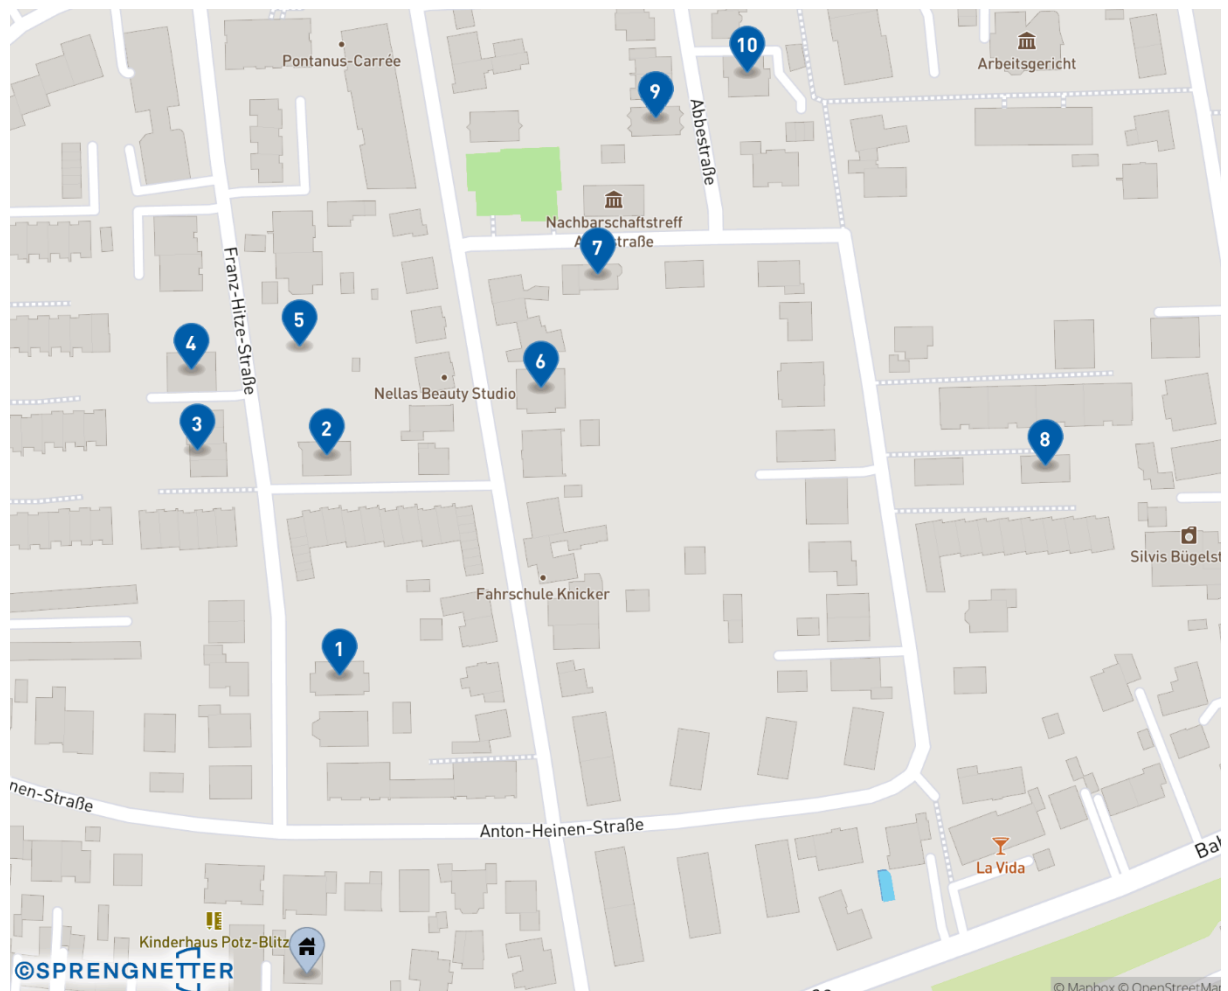 10
Pontanus-Carrée
Arbeitsgericht
9
Abbestraße
Nachbarschaftstreff
7
straße
Franz-Hitze-Straße
5
4
6
Nellas Beauty Studio
3
2
8
Silvis Bügelst
Fahrschule Knicker
1
nen-Straße
Anton-Heinen-Straße
La Vida
Bal
Kinderhaus Potz-Blitz
©SPRENGNETTER
© Mapbox © OpenStreetMap